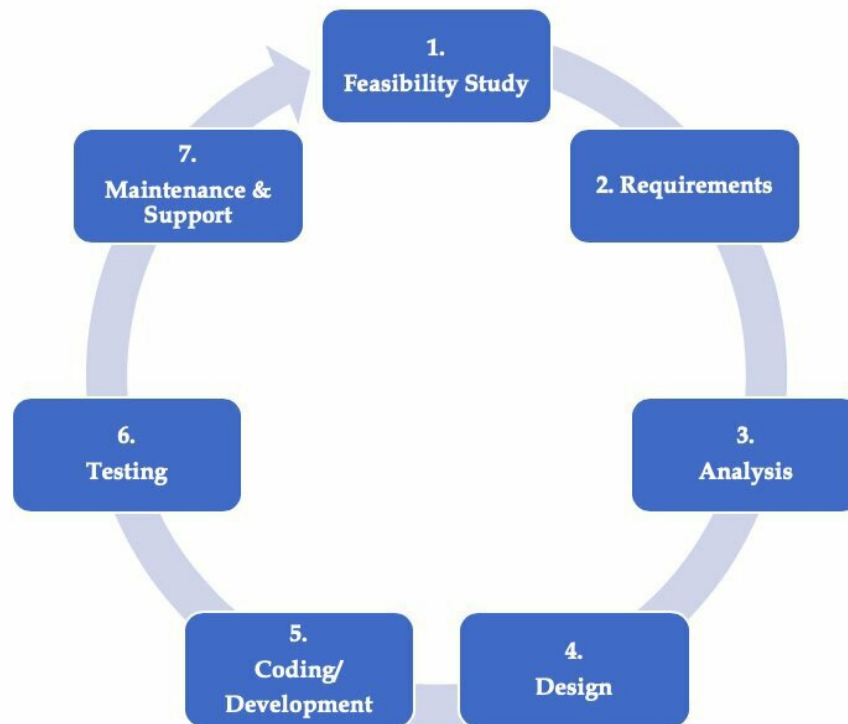 1.
Feasibility Study
2. Requirements
3.
Analysis
4.
Design
5.
Coding/
Development
6.
Testing
7.
Maintenance &
Support